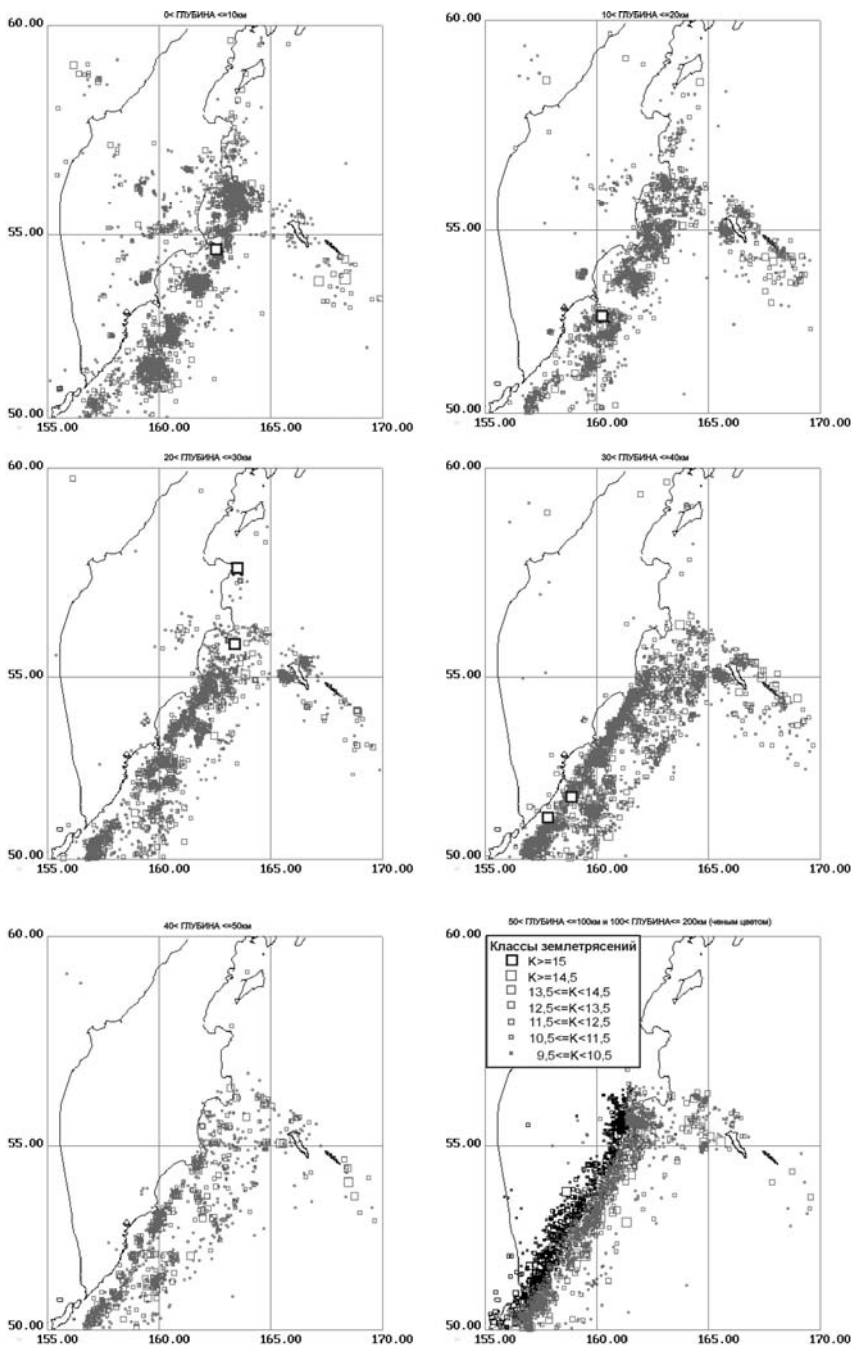 0< ГЛУБИНА <=10км
60.00
55.00
50.00
155.00 160.00 165.00 170.00
10< ГЛУБИНА <=20км
60.00
55.00
50.00
155.00 160.00 165.00 170.00
20< ГЛУБИНА <=30км
60.00
55.00
50.00
155.00 160.00 165.00 170.00
30< ГЛУБИНА <=40км
60.00
55.00
50.00
155.00 160.00 165.00 170.00
40< ГЛУБИНА <=50км
60.00
55.00
50.00
155.00 160.00 165.00 170.00
50< ГЛУБИНА <=100км и 100< ГЛУБИНА<= 200км (ченым цветом)
60.00
Классы землетрясений
K>=15
K>=14,5
13,5<=K<14,5
12,5<=K<13,5
11,5<=K<12,5
10,5<=K<11,5
9,5<=K<10,5
55.00
50.00
155.00 160.00 165.00 170.00